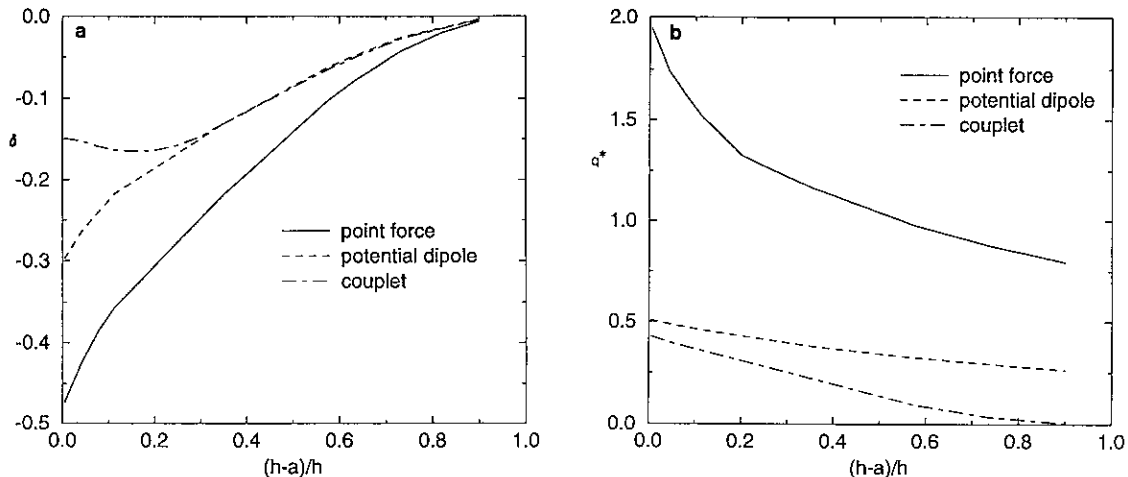 a
0.0
-0.1
-0.2
-0.3
-0.4
-0.5
δ
point force
potential dipole
couplet
0.0 0.2 0.4 0.6 0.8 1.0
(h-a)/h
b
2.0
1.5
1.0
0.5
0.0
point force
potential dipole
couplet
0.0 0.2 0.4 0.6 0.8 1.0
(h-a)/h